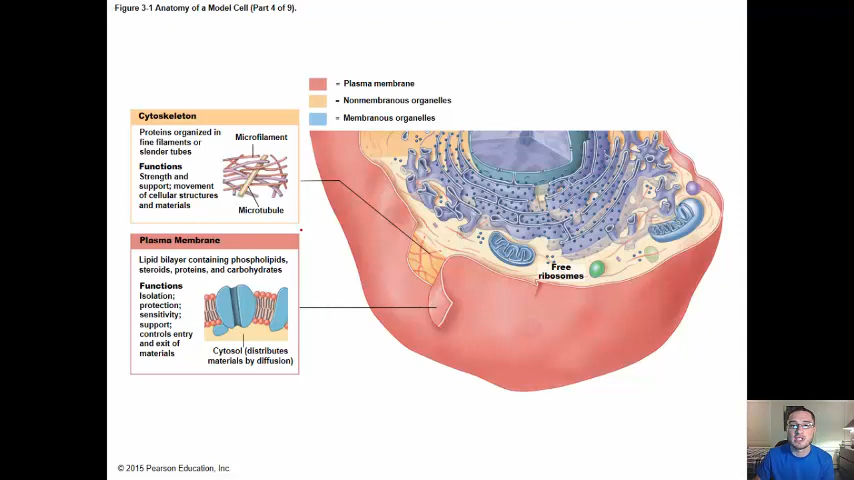 Figure 3-1 Anatomy of a Model Cell (Part 4 of 9).
= Plasma membrane
= Nonmembranous organelles
= Membranous organelles
Cytoskeleton
Proteins organized in
fine filaments or
slender tubes
Functions
Strength and
support; movement
of cellular structures
and materials
Microfilament
Microtubule
Plasma Membrane
Lipid bilayer containing phospholipids,
steroids, proteins, and carbohydrates
Functions
Isolation;
protection;
sensitivity;
support;
controls entry
and exit of
materials
Cytosol (distributes
materials by diffusion)
Free
ribosomes
© 2015 Pearson Education, Inc.